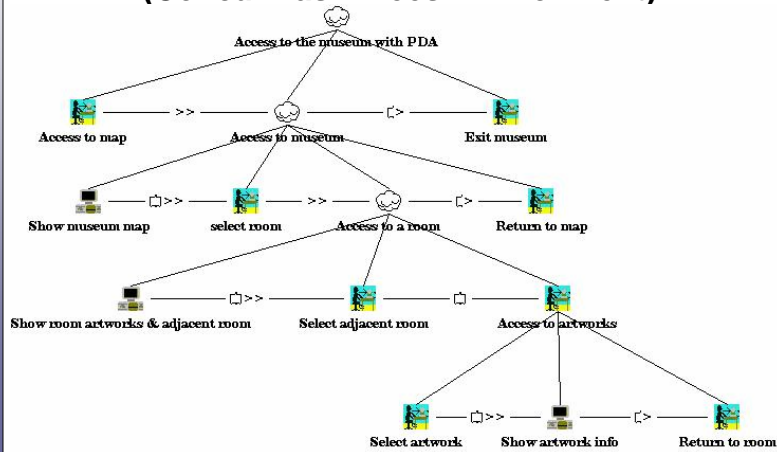 Access to the museum with PDA
Access to map
>>
Access to museum
[>
Exit museum
Show museum map
[]>>
select room
>>
Access to a room
[>
Return to map
Show room artworks & adjacent room
[]>>
Select adjacent room
[]
Access to artworks
Select artwork
[]>>
Show artwork info
[>
Return to room